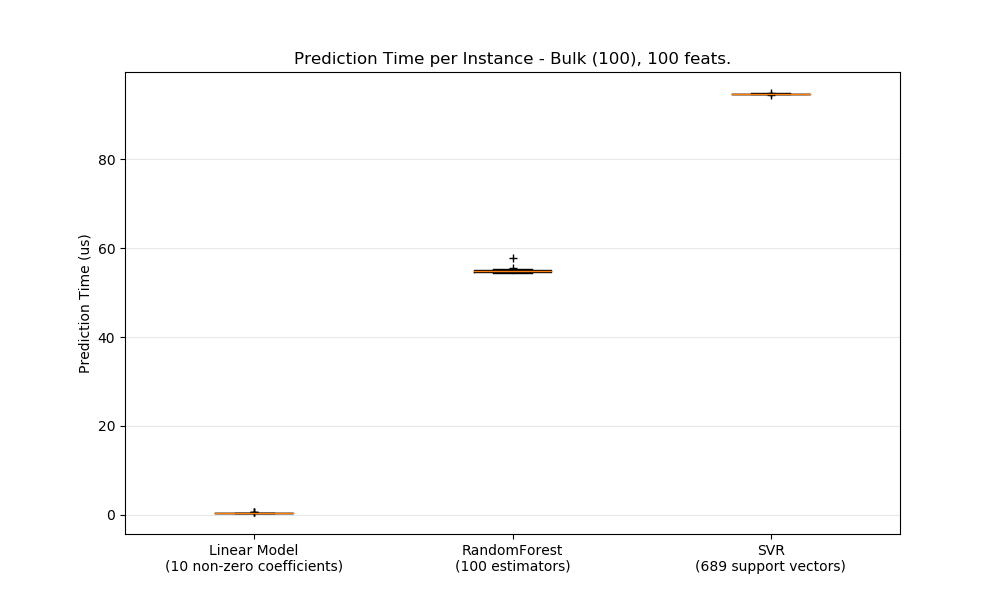 Prediction Time per Instance - Bulk (100), 100 feats.
Prediction Time (us)
80
60
40
20
0
Linear Model
(10 non-zero coefficients)
RandomForest
(100 estimators)
SVR
(689 support vectors)